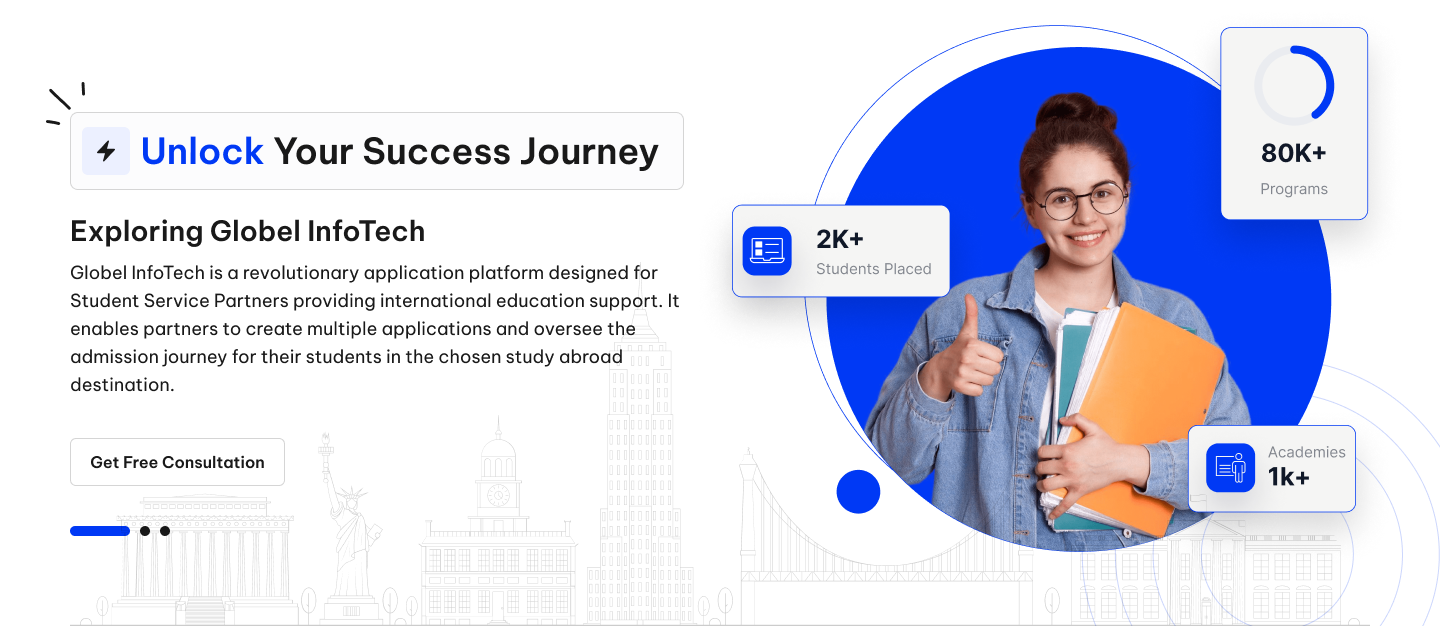 Unlock Your Success Journey
Exploring Globel InfoTech
Globel InfoTech is a revolutionary application platform designed for
Student Service Partners providing international education support. It
enables partners to create multiple applications and oversee the
admission journey for their students in the chosen study abroad
destination.
Get Free Consultation
2K+
Students Placed
80K+
Programs
Academies
1k+